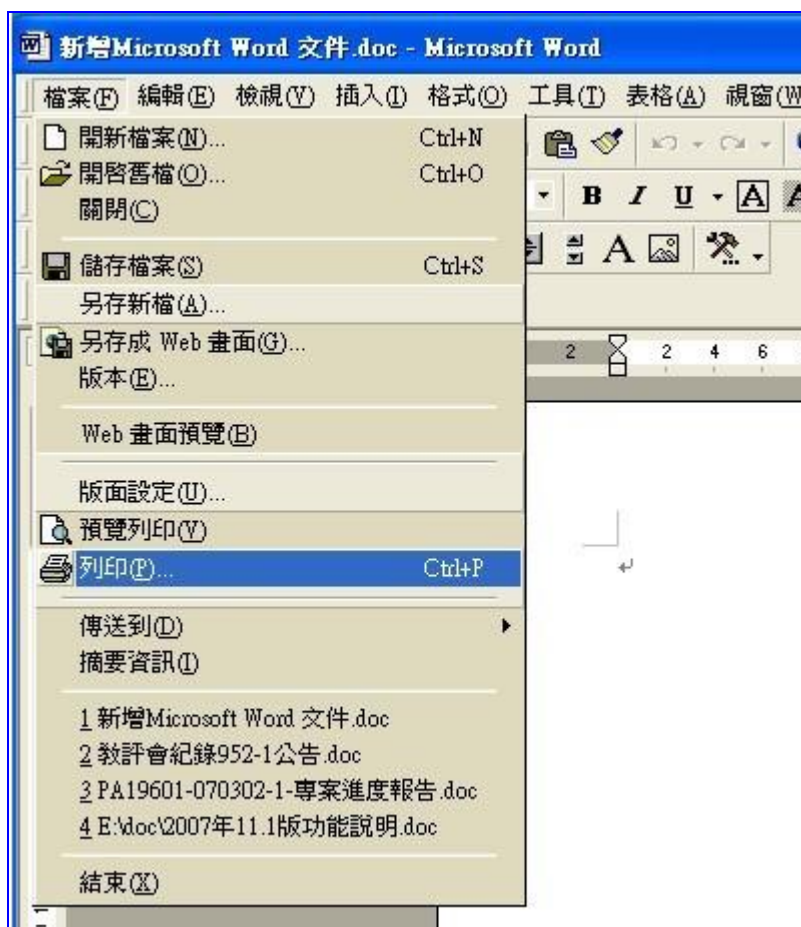 新增Microsoft Word 文件.doc - Microsoft Word
檔案(F) 編輯(E) 檢視(V) 插入(I) 格式(O) 工具(T) 表格(A) 視窗(W
開新檔案(N)... Ctrl+N
開啓舊檔(O)... Ctrl+O
關閉(C)
B I U A A
儲存檔案(S) Ctrl+S
A
另存新檔(A)...
另存成 Web 畫面(G)...
2 2 4 6
版本(E)...
Web 畫面預覽(B)
版面設定(U)...
預覽列印(V)
列印(P)... Ctrl+P
傳送到(D)
摘要資訊(I)
1 新增Microsoft Word 文件.doc
2 教評會紀錄952-1公告.doc
3 PA19601-070302-1-專案進度報告.doc
4 E:\doc\2007年11.1版功能說明.doc
結束(X)